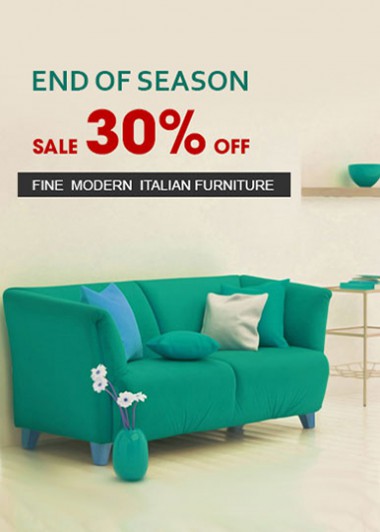 END OF SEASON
SALE 30% OFF
FINE MODERN ITALIAN FURNITURE